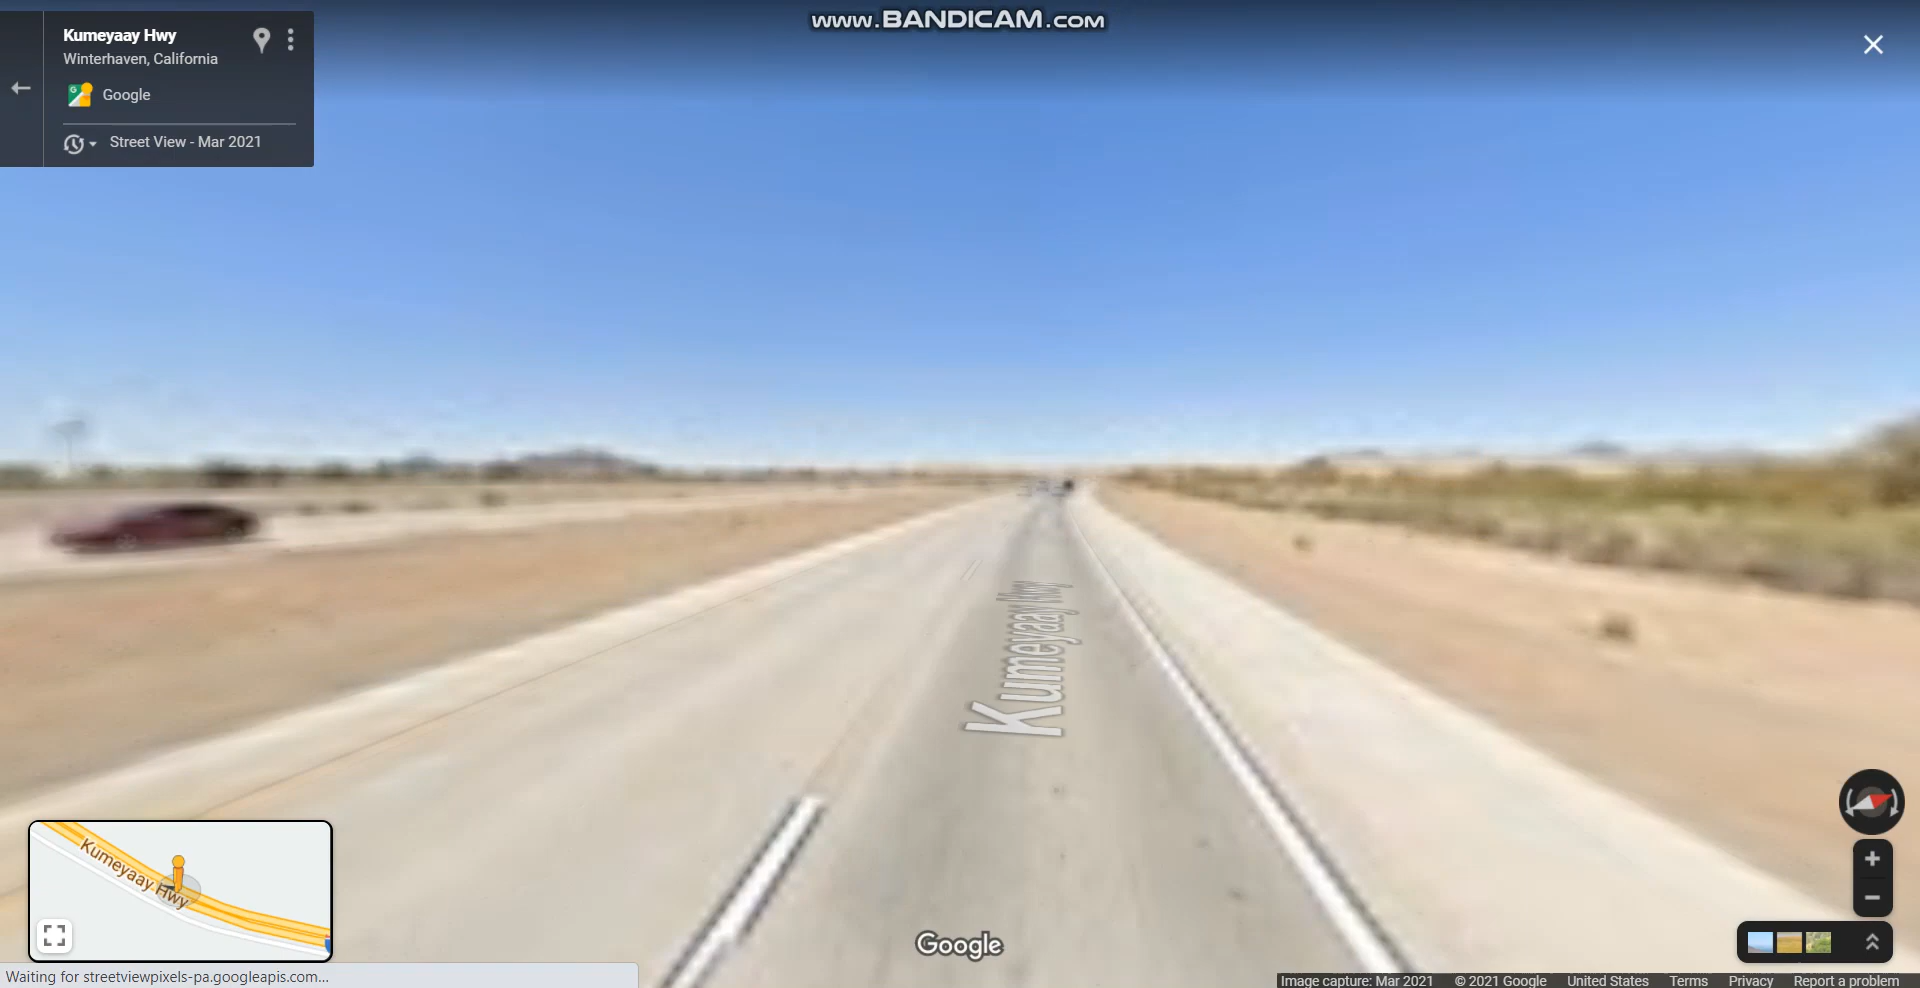 www.BANDICAM.com
Kumeyaay Hwy
Winterhaven, California
Google
Street View - Mar 2021
Kumeyaay Hwy
Kumeyaay Hwy
Google
Waiting for streetviewpixels-pa.googleapis.com...
Image capture: Mar 2021 © 2021 Google United States Terms Privacy Report a problem